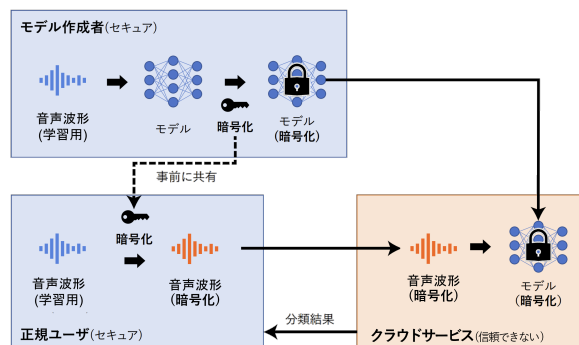 モデル作成者(セキュア)
音声波形
(学習用)
モデル
暗号化
モデル
(暗号化)
事前に共有
暗号化
音声波形
(学習用)
音声波形
(暗号化)
正規ユーザ(セキュア)
分類結果
音声波形
(暗号化)
モデル
(暗号化)
クラウドサービス(信頼できない)